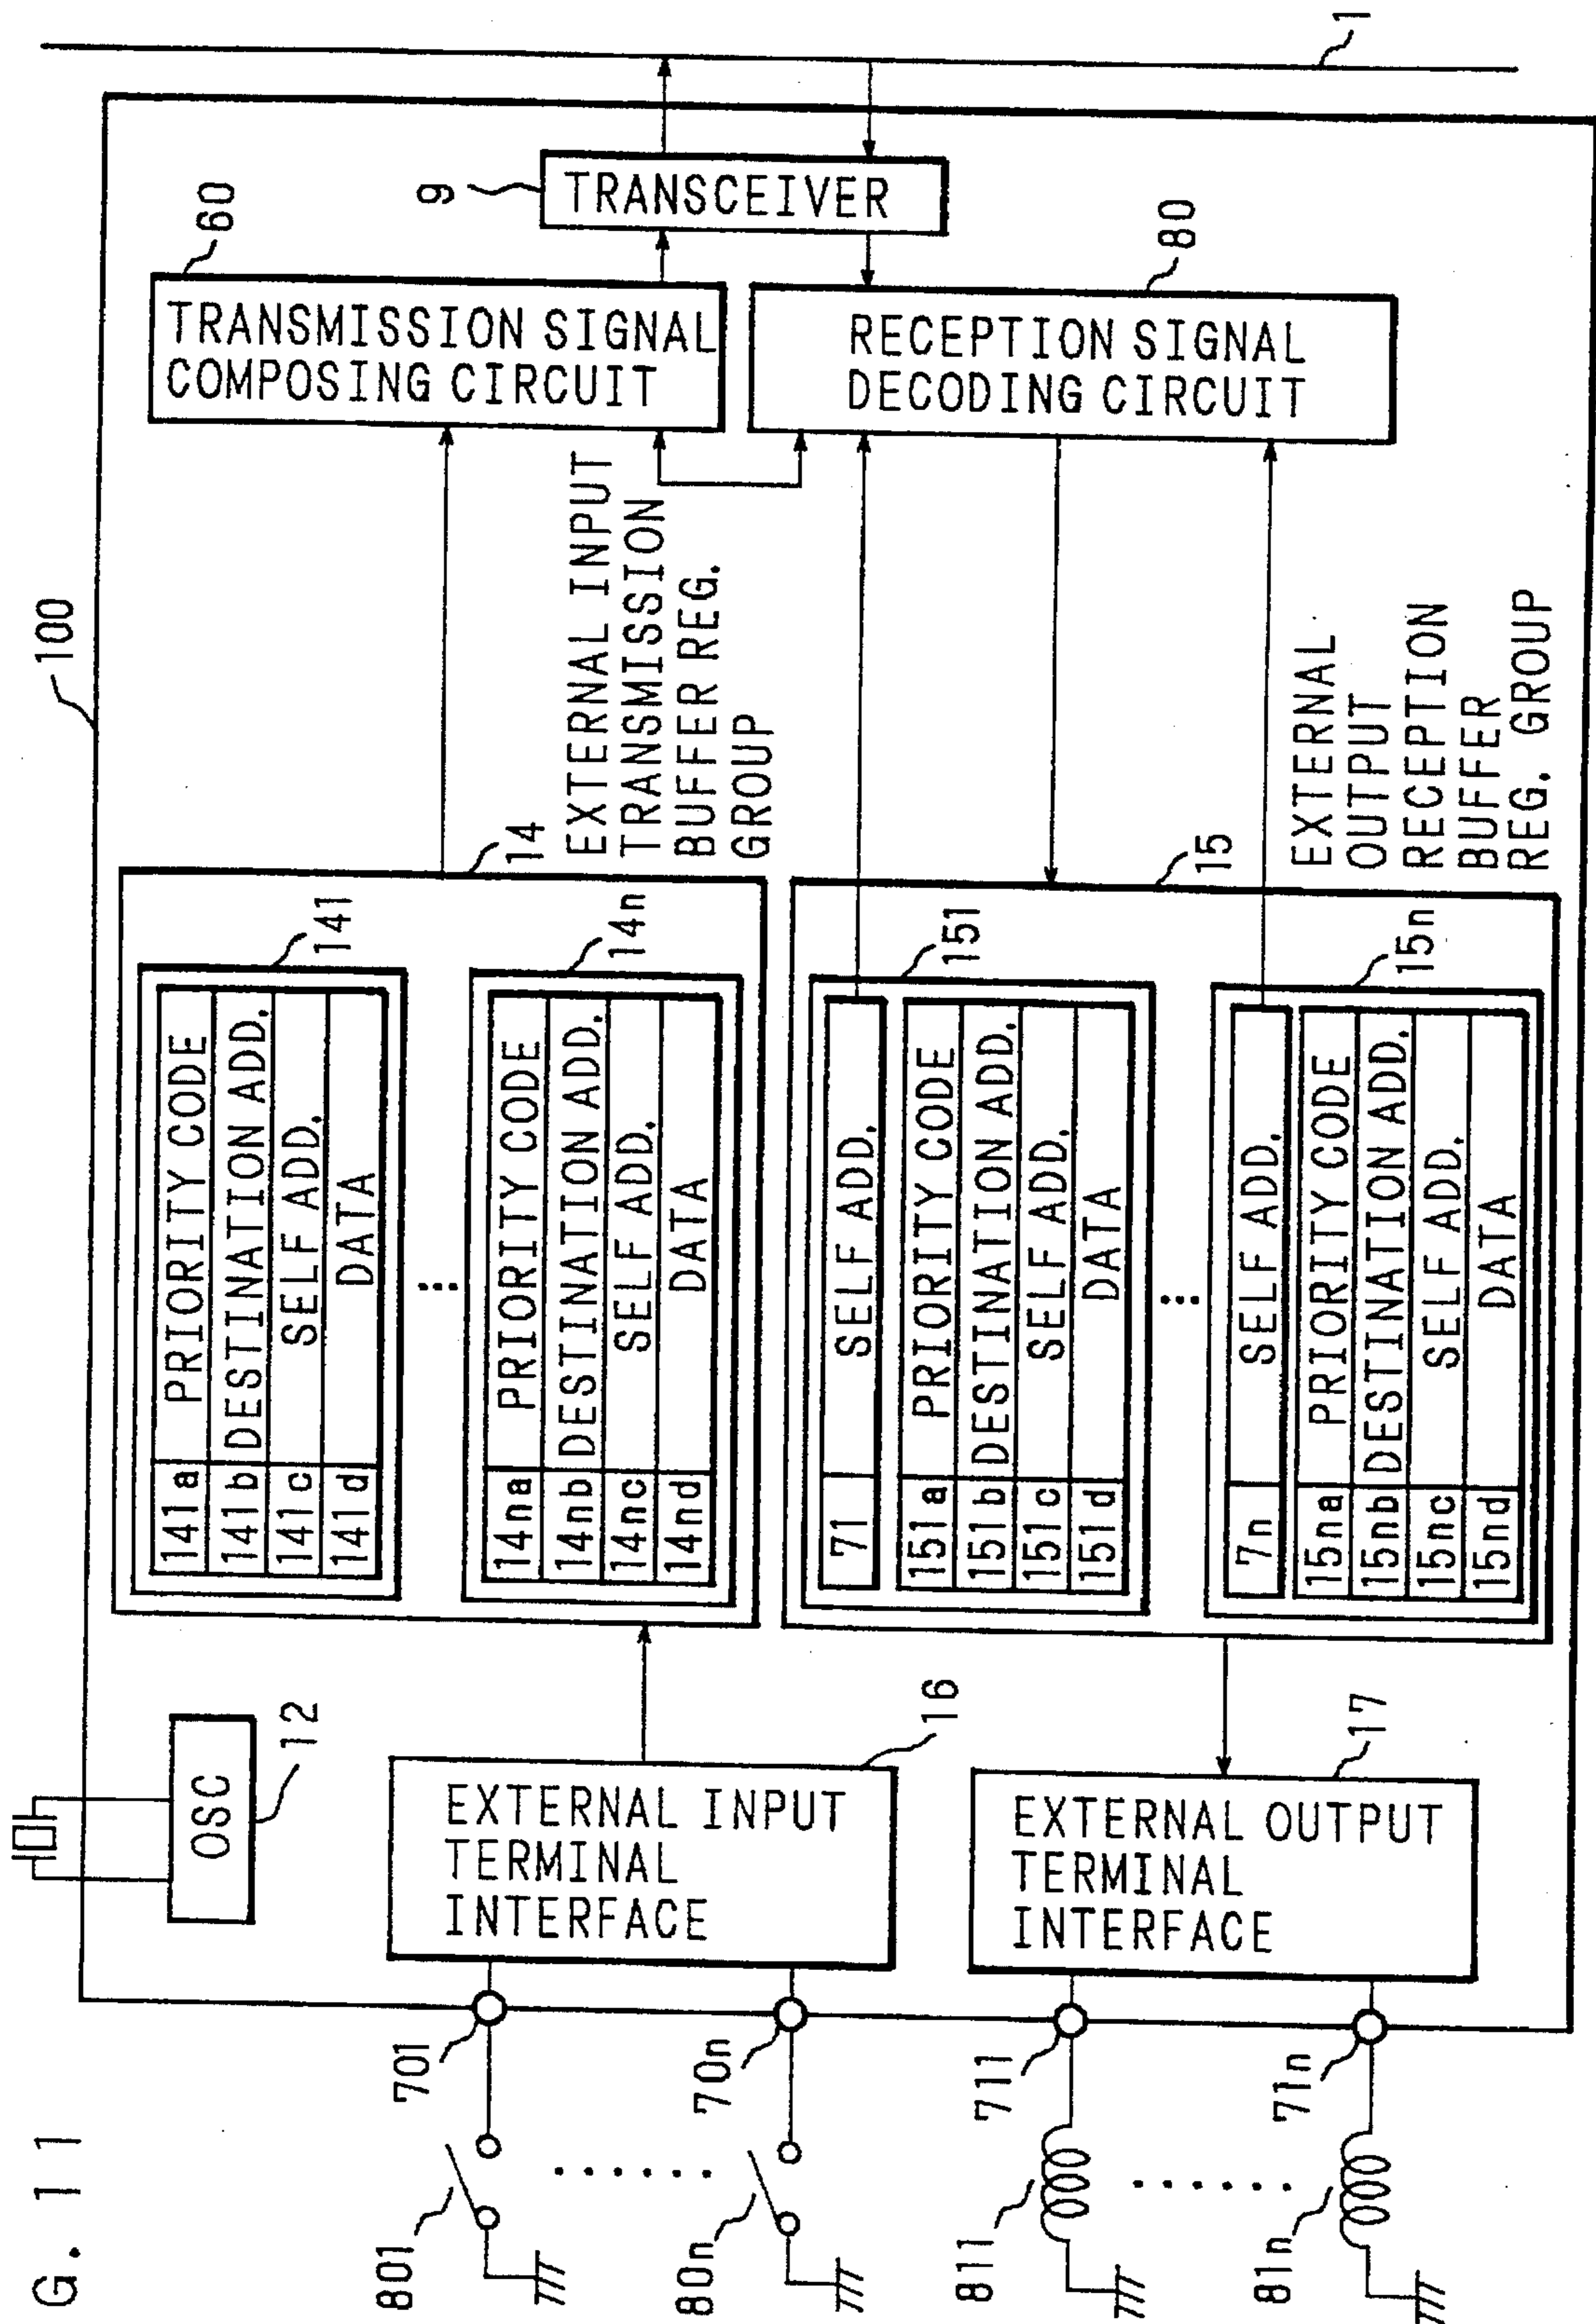 G. 11
100
1
OSC
12
141a PRIORITY CODE
141b DESTINATION ADD.
141c SELF ADD.
141d DATA
141
...
14na PRIORITY CODE
14nb DESTINATION ADD.
14nc SELF ADD.
14nd DATA
14n
14
EXTERNAL INPUT
TRANSMISSION
BUFFER REG.
GROUP
TRANSMISSION SIGNAL
COMPOSING CIRCUIT
60
TRANSCEIVER
9
801
701
80n
70n
EXTERNAL INPUT
TERMINAL
INTERFACE
16
RECEPTION SIGNAL
DECODING CIRCUIT
80
71 SELF ADD.
151a PRIORITY CODE
151b DESTINATION ADD.
151c SELF ADD.
151d DATA
151
...
7n SELF ADD.
15na PRIORITY CODE
15nb DESTINATION ADD.
15nc SELF ADD.
15nd DATA
15n
15
EXTERNAL
OUTPUT
RECEPTION
BUFFER
REG. GROUP
811
711
81n
71n
EXTERNAL OUTPUT
TERMINAL
INTERFACE
17